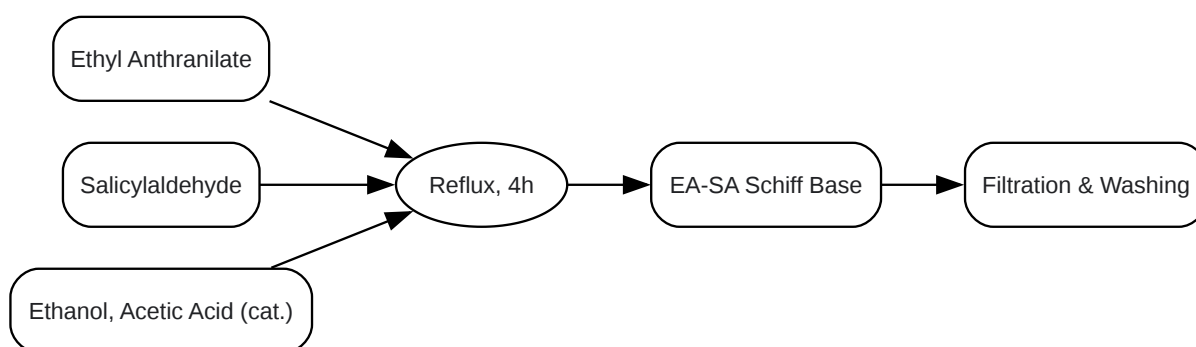 Ethyl Anthranilate
Salicylaldehyde
Ethanol, Acetic Acid (cat.)
Reflux, 4h
EA-SA Schiff Base
Filtration & Washing